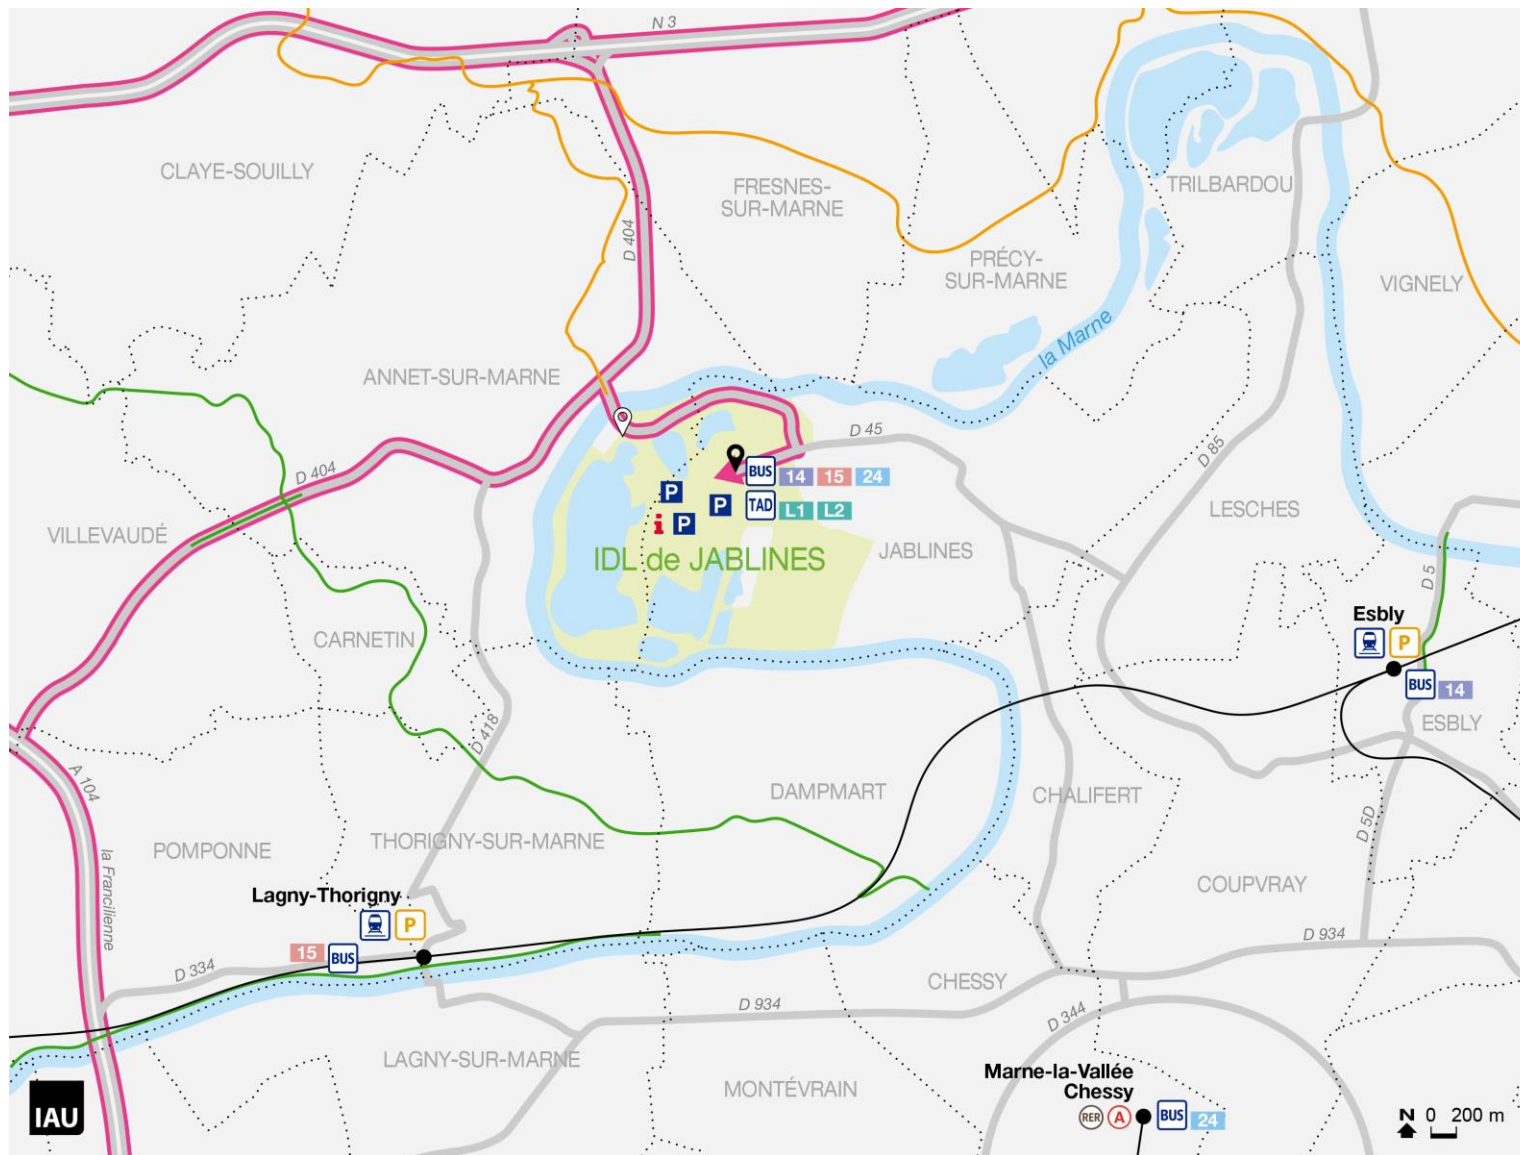 N 3
CLAYE-SOUILLY
FRESNES-
SUR-MARNE
TRILBARDOU
D 404
PRÉCY-
SUR-MARNE
VIGNELY
la Marne
ANNET-SUR-MARNE
D 45
D 85
D 404
BUS 14 15 24
P
P
TAD L1 L2
i P
LESCHES
VILLEVAUDÉ
JABLINES
IDL de JABLINES
D 5
Esbly
P
CARNETIN
BUS 14
ESBLY
D 418
A 104
DAMPMART
CHALIFERT
D 5D
THORIGNY-SUR-MARNE
POMPONNE
la Francilienne
COUPVRAY
Lagny-Thorigny
P
15 BUS
D 934
D 334
CHESSY
D 934
D 344
LAGNY-SUR-MARNE
MONTÉVRAIN
Marne-la-Vallée
Chessy
RER A BUS 24
IAU
N 0 200 m